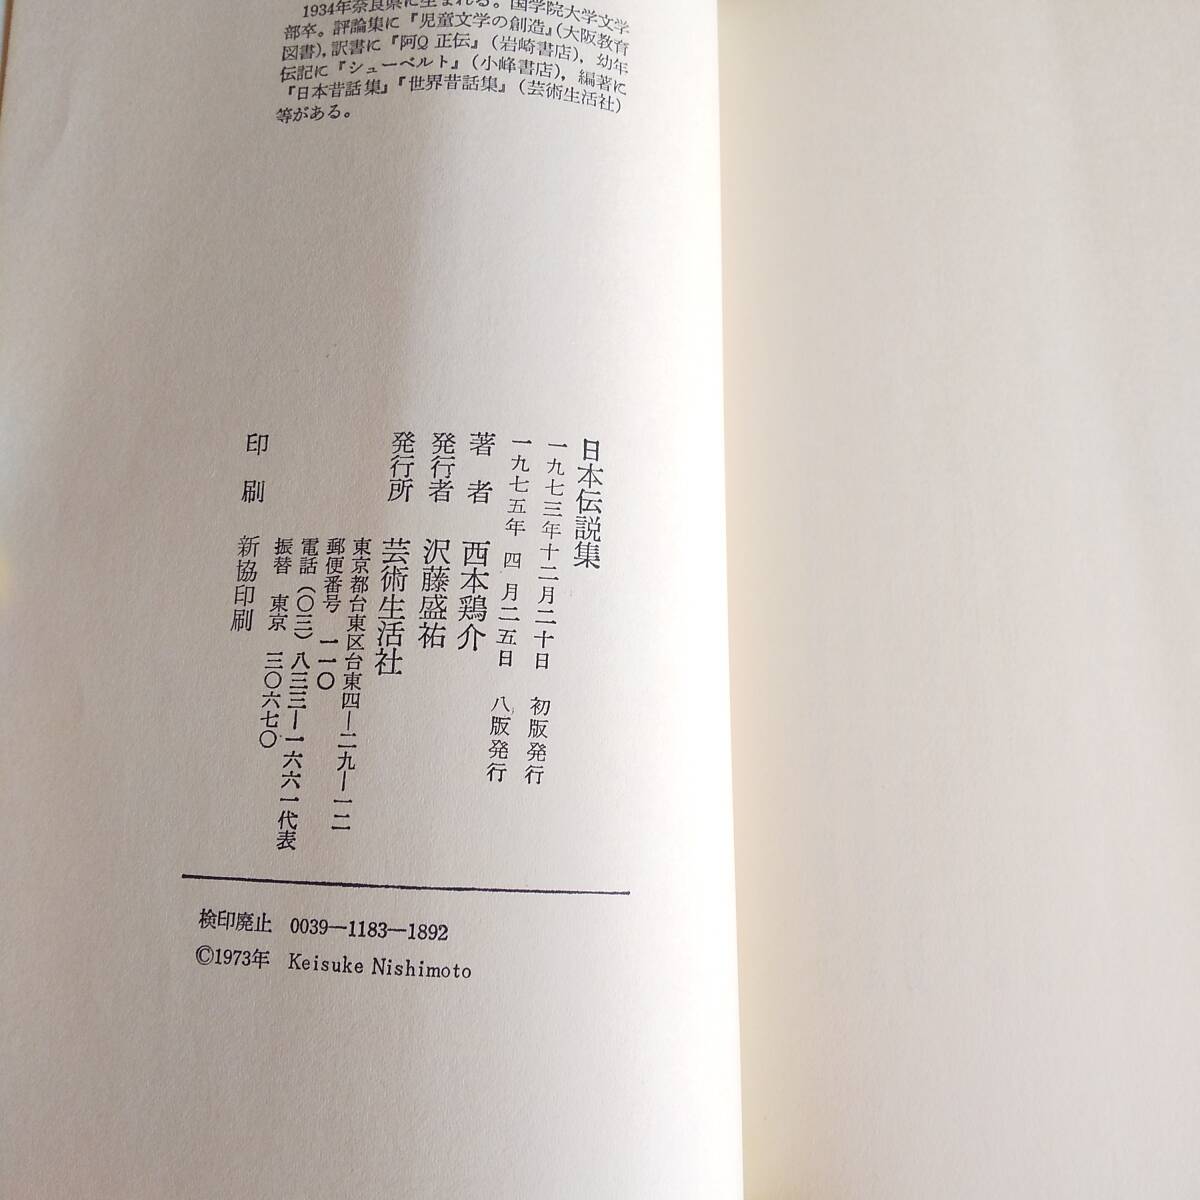 1934年奈良県に生まれる。国学院大学文学
部卒。評論集に『児童文学の創造』(大阪教育
図書),訳書に『阿Q 正伝』(岩崎書店),幼年
伝記に『シューベルト』(小峰書店),編著に
『日本昔話集』『世界昔話集』(芸術生活社)
等がある。
日本伝説集
一九七三年十二月二十日 初版発行
一九七五年 四 月二五日 八版発行
著 者 西本鶏介
発行者 沢藤盛祐
発行所 芸術生活社
東京都台東区台東四—二九—一二
郵便番号 一一〇
電話(〇三)八三三—一六六一代表
振替 東京 三〇六七〇
印 刷 新協印刷
検印廃止 0039—1183—1892
©1973年 Keisuke Nishimoto